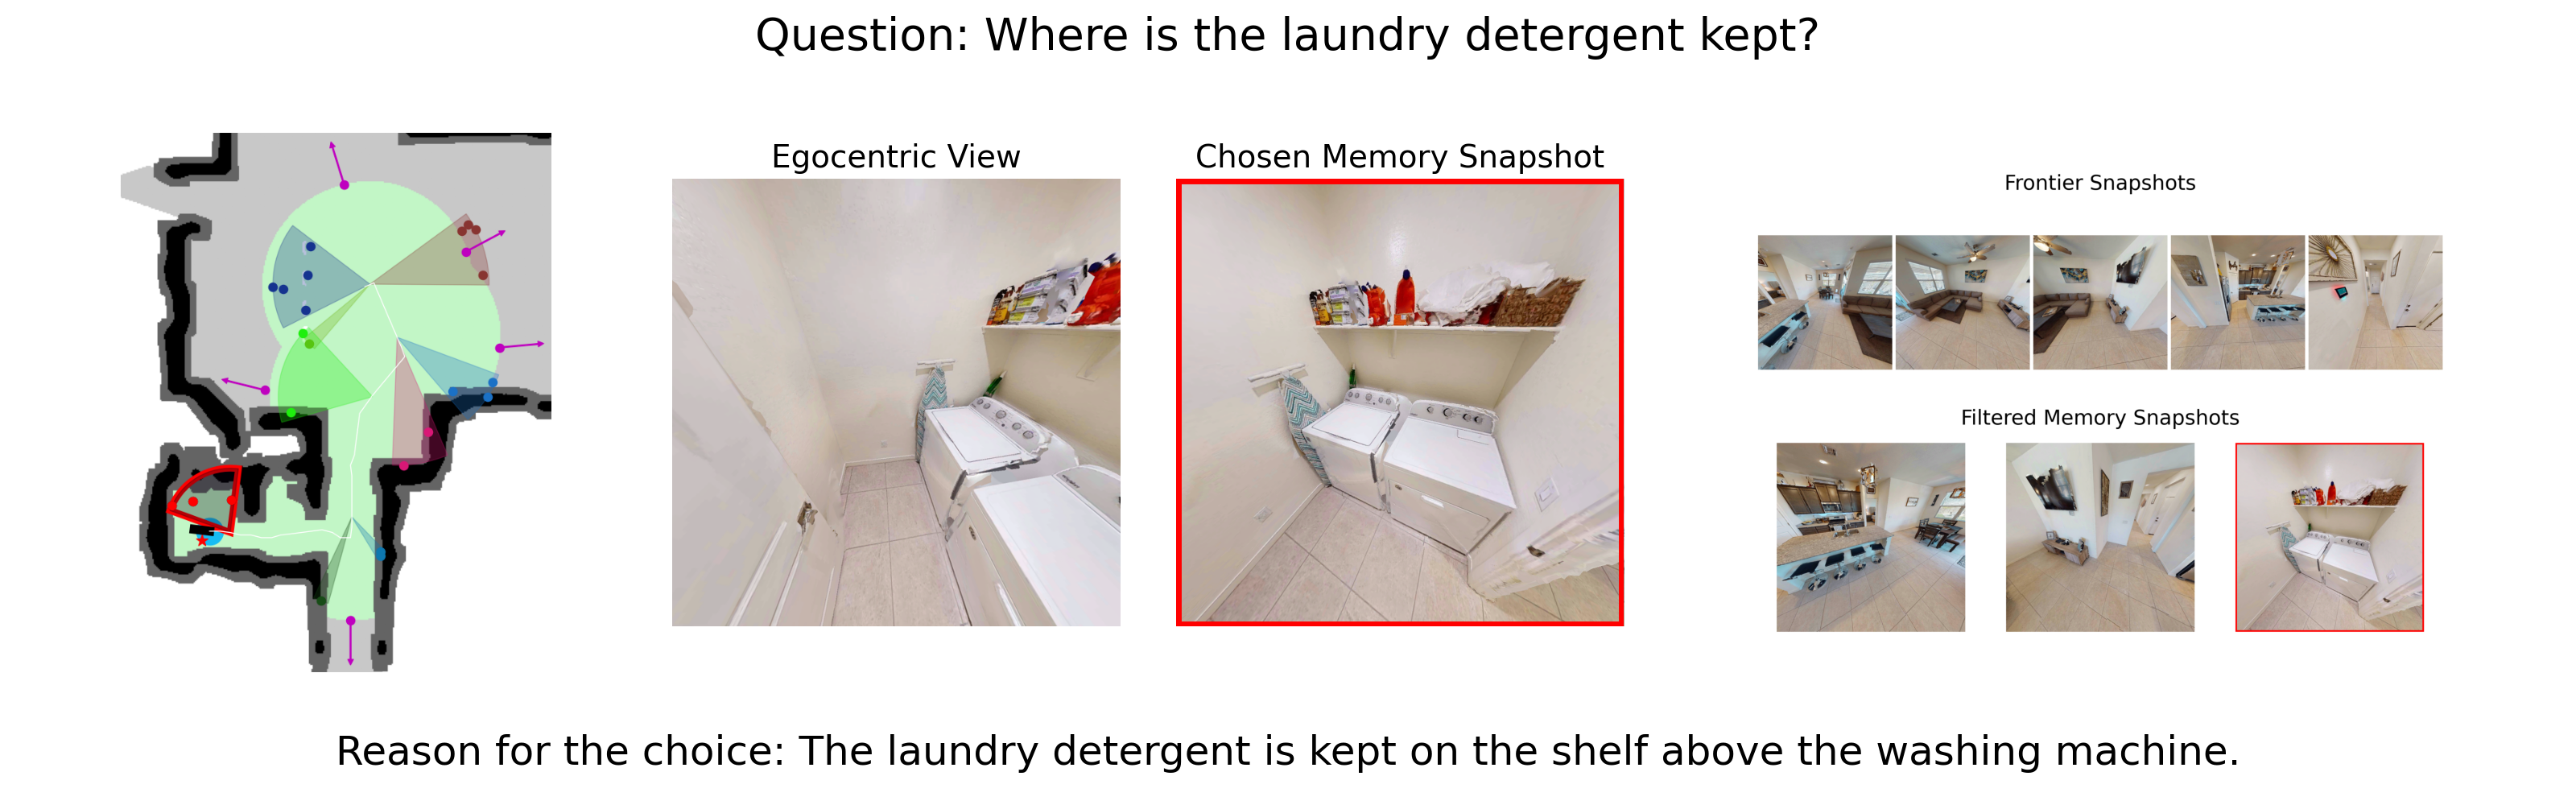 Question: Where is the laundry detergent kept?
Egocentric View
Chosen Memory Snapshot
Frontier Snapshots
Filtered Memory Snapshots
Reason for the choice: The laundry detergent is kept on the shelf above the washing machine.